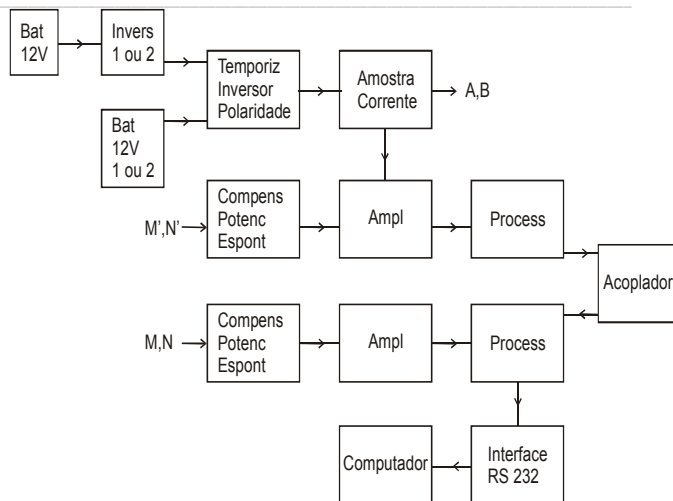 Bat
12V
Invers
1 ou 2
Temporiz
Inversor
Polaridade
Amostra
Corrente
A,B
Bat
12V
1 ou 2
M',N'
Compens
Potenc
Espont
Ampl
Process
Acoplador
M,N
Compens
Potenc
Espont
Ampl
Process
Computador
Interface
RS 232